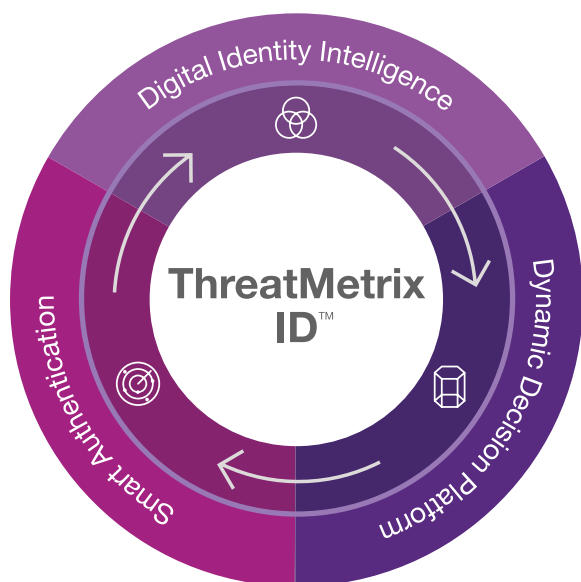 Digital Identity Intelligence
ThreatMetrix
ID™
Dynamic Decision Platform
Smart Authentication